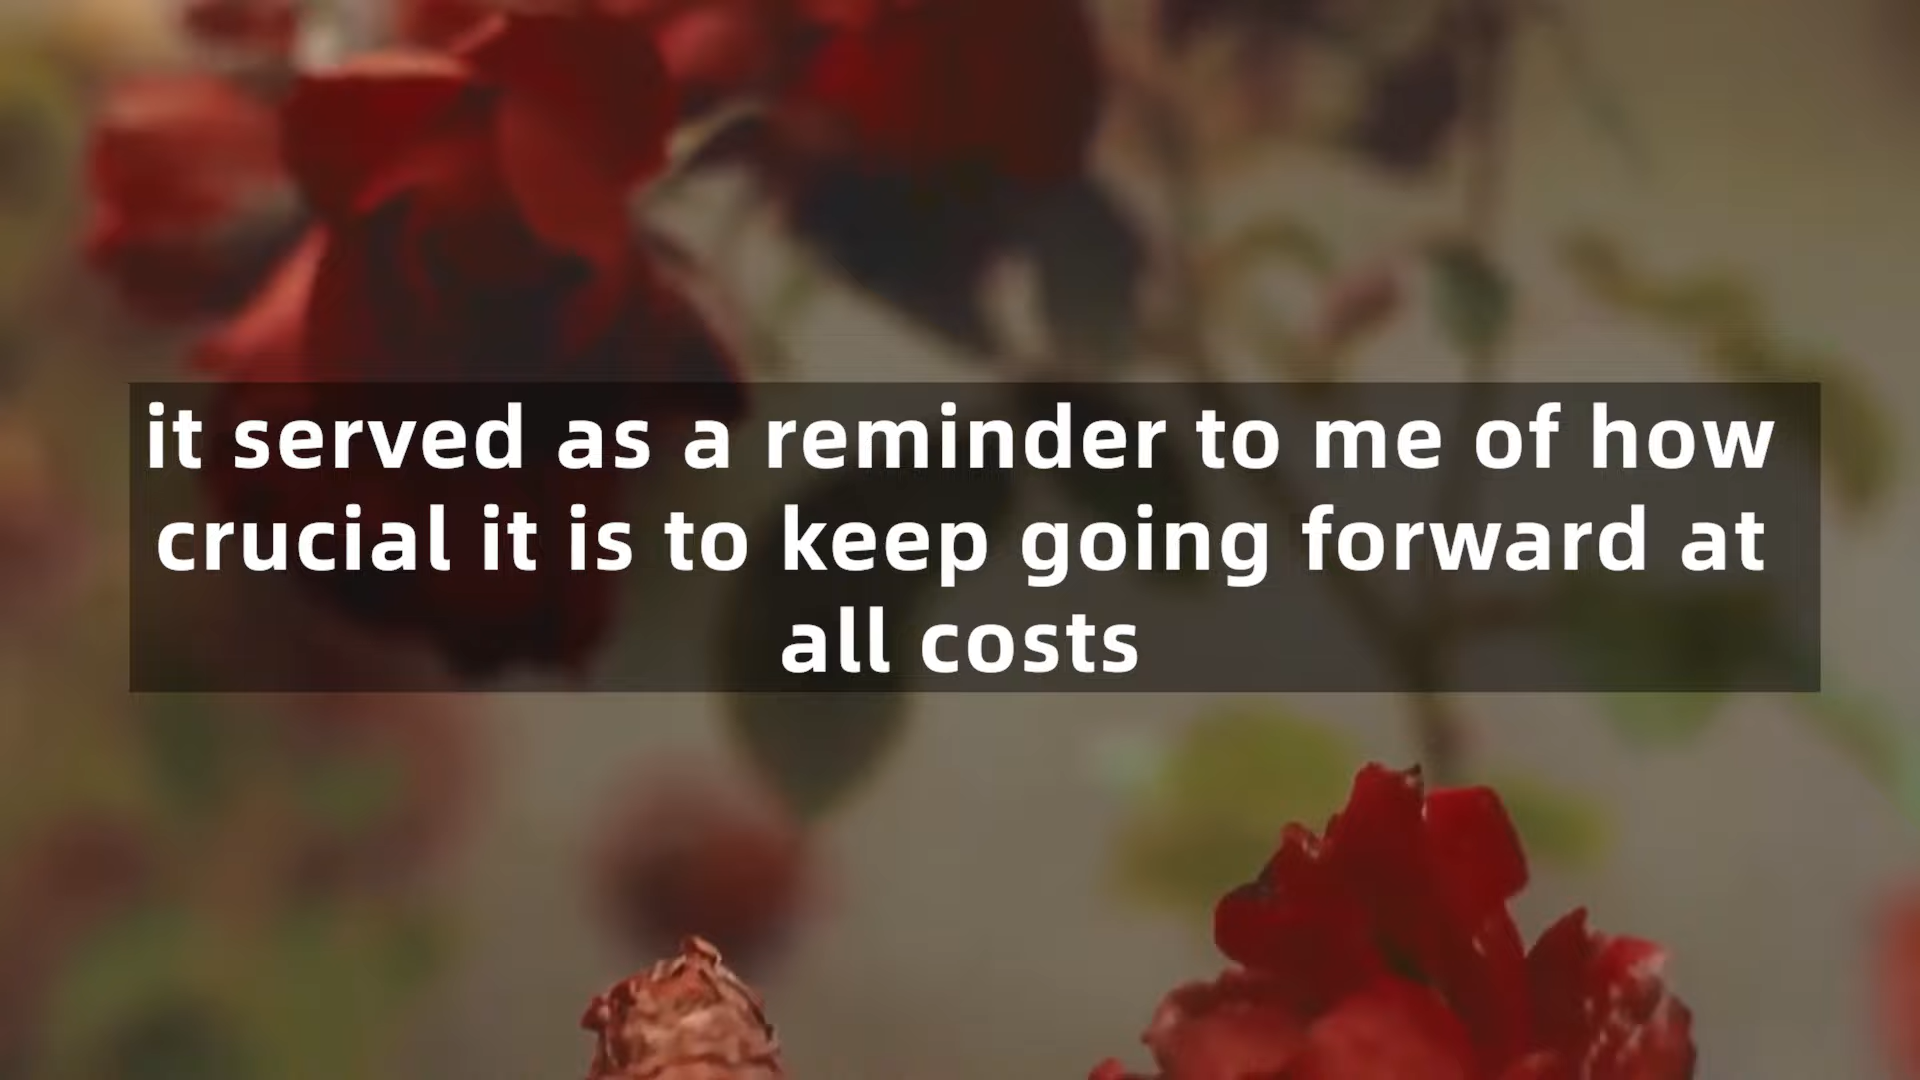 it served as a reminder to me of how
crucial it is to keep going forward at
all costs